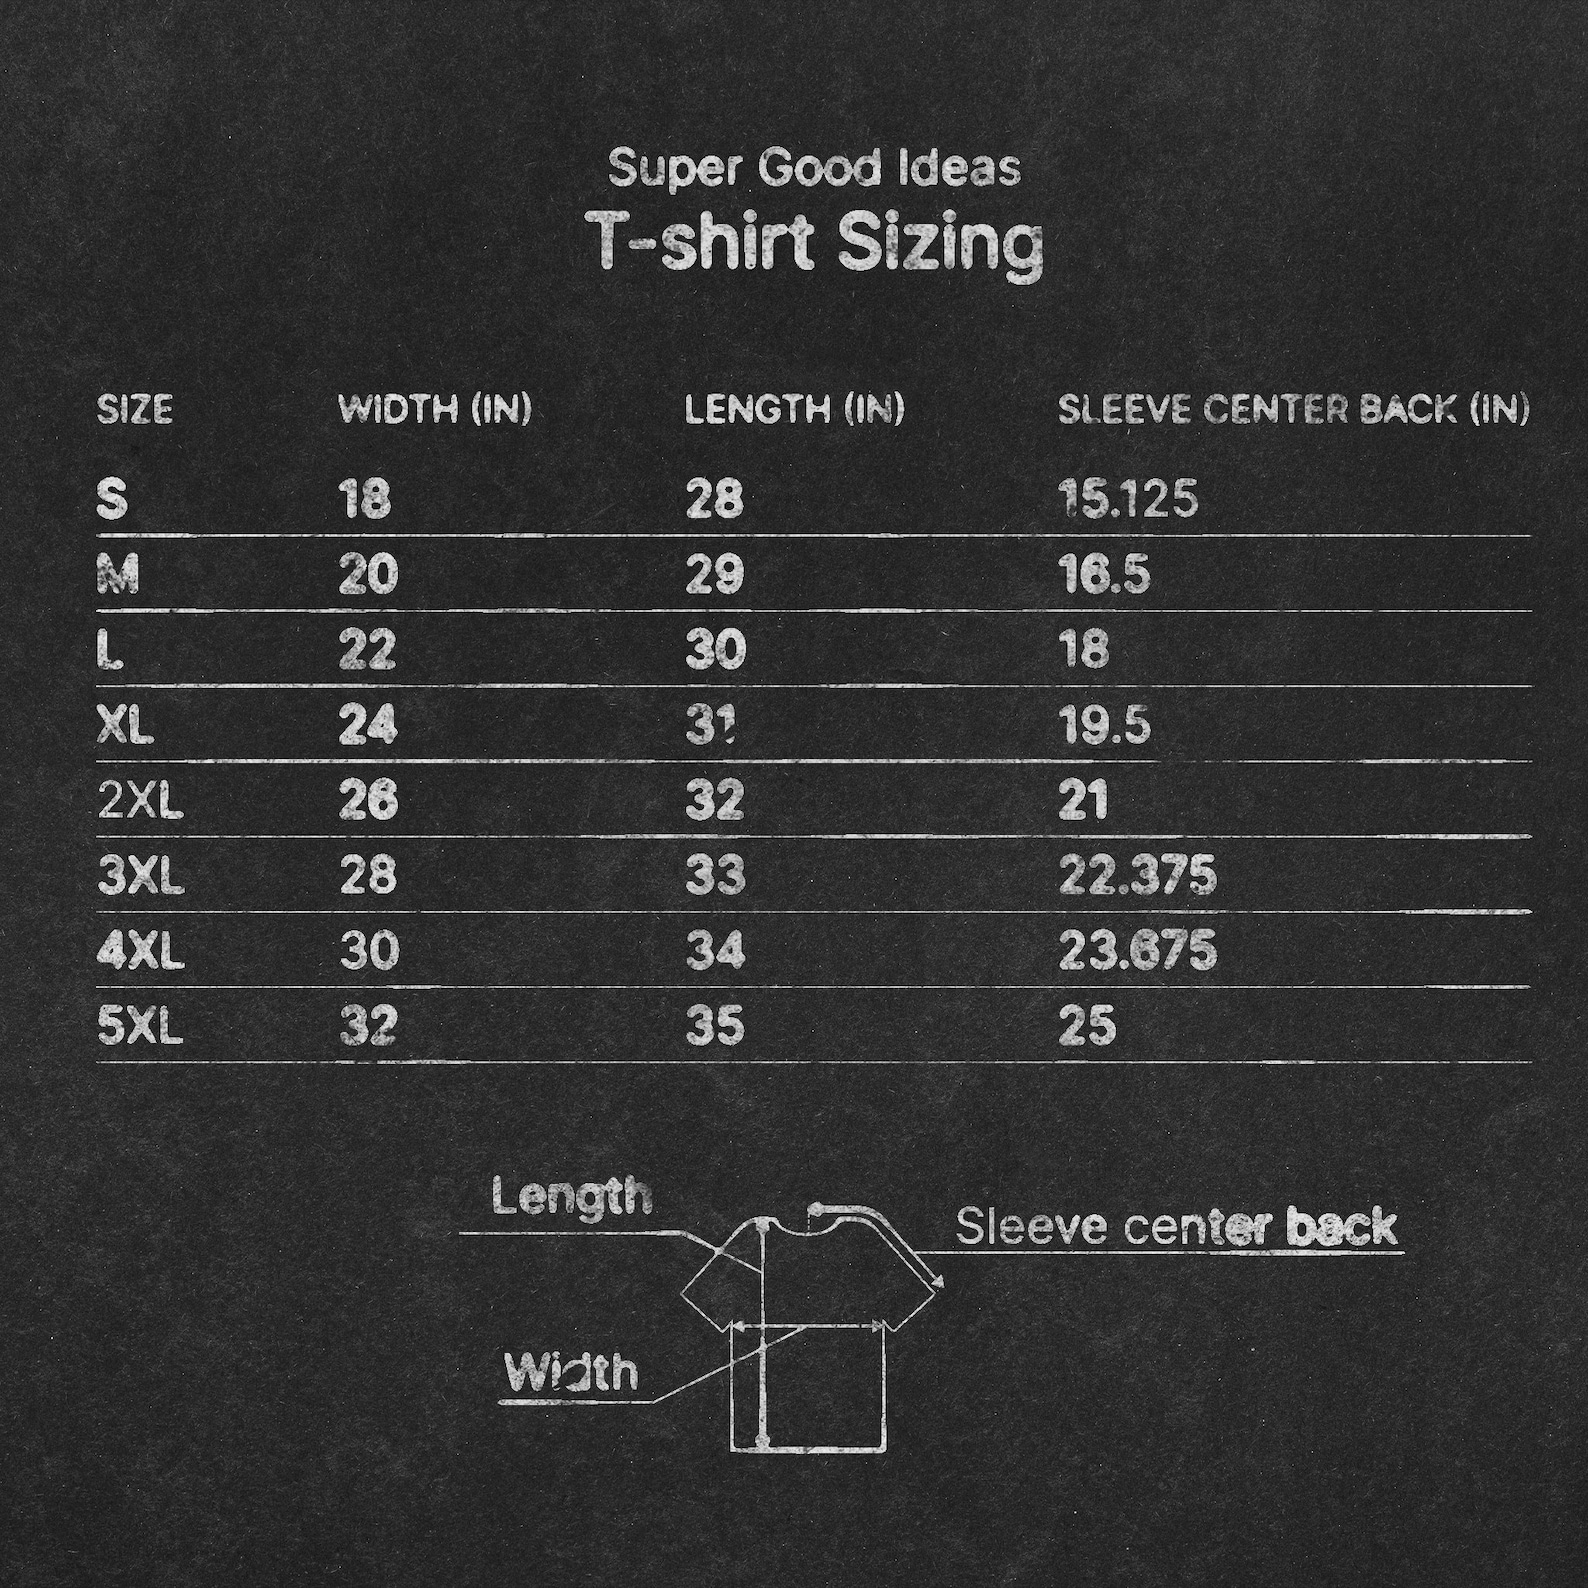 Super Good Ideas
T-shirt Sizing
SIZE WIDTH (IN) LENGTH (IN) SLEEVE CENTER BACK (IN)
S 18 28 15.125
M 20 29 16.5
L 22 30 18
XL 24 31 19.5
2XL 26 32 21
3XL 28 33 22.375
4XL 30 34 23.675
5XL 32 35 25
Length
Sleeve center back
Width